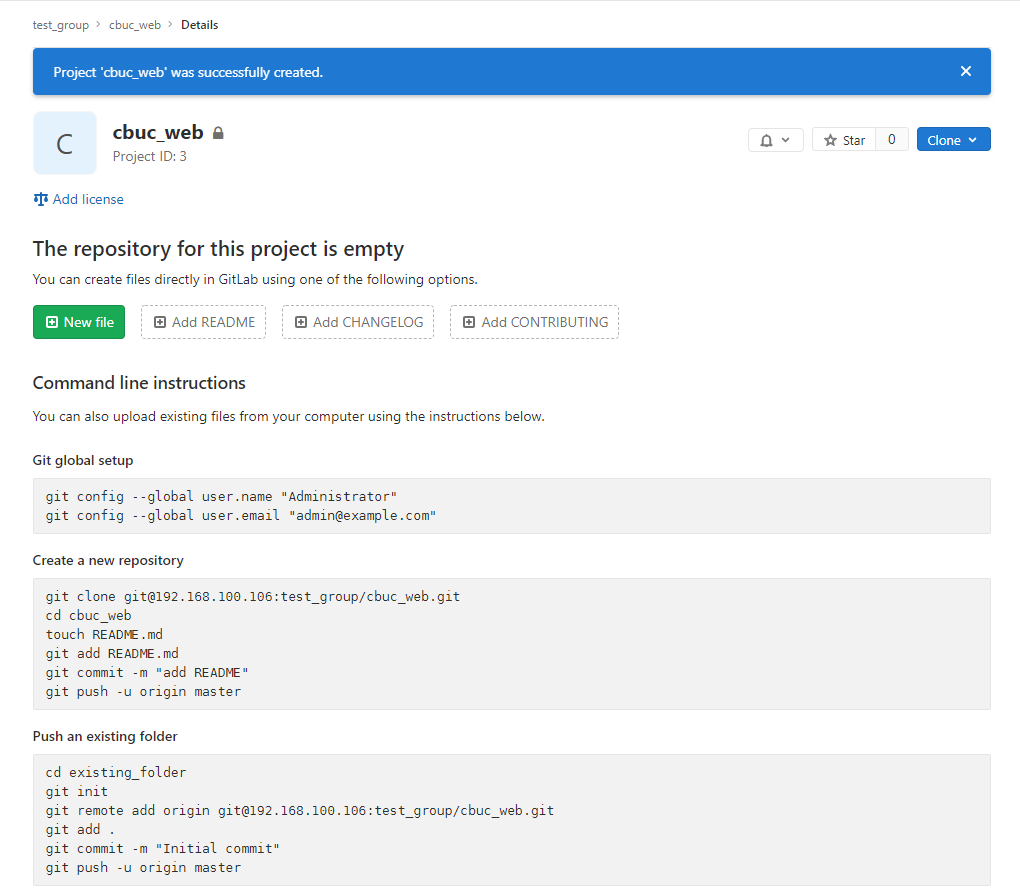 test_group > cbuc_web > Details
Project 'cbuc_web' was successfully created.
C
cbuc_web
Project ID: 3
Star 0 Clone
Add license
The repository for this project is empty
You can create files directly in GitLab using one of the following options.
New file Add README Add CHANGELOG Add CONTRIBUTING
Command line instructions
You can also upload existing files from your computer using the instructions below.
Git global setup
git config --global user.name "Administrator"
git config --global user.email "admin@example.com"
Create a new repository
git clone git@192.168.100.106:test_group/cbuc_web.git
cd cbuc_web
touch README.md
git add README.md
git commit -m "add README"
git push -u origin master
Push an existing folder
cd existing_folder
git init
git remote add origin git@192.168.100.106:test_group/cbuc_web.git
git add .
git commit -m "Initial commit"
git push -u origin master